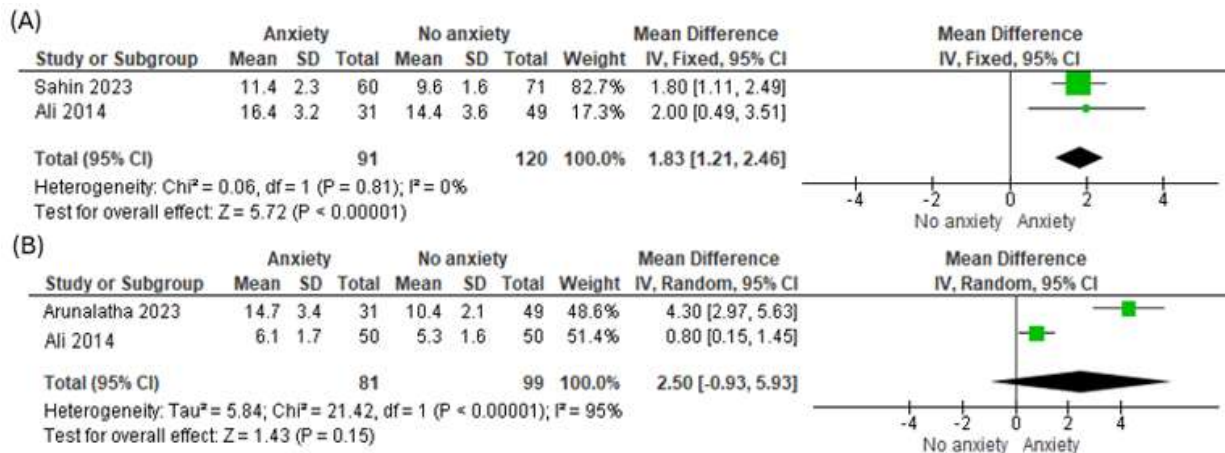 (A)
Anxiety No anxiety Mean Difference Mean Difference
Study or Subgroup Mean SD Total Mean SD Total Weight IV, Fixed, 95% CI IV, Fixed, 95% CI
Sahin 2023 11.4 2.3 60 9.6 1.6 71 82.7% 1.80 [1.11, 2.49]
Ali 2014 16.4 3.2 31 14.4 3.6 49 17.3% 2.00 [0.49, 3.51]
Total (95% CI) 91 120 100.0% 1.83 [1.21, 2.46]
Heterogeneity: Chi² = 0.06, df = 1 (P = 0.81); I² = 0%
Test for overall effect: Z = 5.72 (P < 0.00001)
-4 -2 0 2 4
No anxiety Anxiety
(B)
Anxiety No anxiety Mean Difference Mean Difference
Study or Subgroup Mean SD Total Mean SD Total Weight IV, Random, 95% CI IV, Random, 95% CI
Arunalatha 2023 14.7 3.4 31 10.4 2.1 49 48.6% 4.30 [2.97, 5.63]
Ali 2014 6.1 1.7 50 5.3 1.6 50 51.4% 0.80 [0.15, 1.45]
Total (95% CI) 81 99 100.0% 2.50 [-0.93, 5.93]
Heterogeneity: Tau² = 5.84; Chi² = 21.42, df = 1 (P < 0.00001); I² = 95%
Test for overall effect: Z = 1.43 (P = 0.15)
-4 -2 0 2 4
No anxiety Anxiety